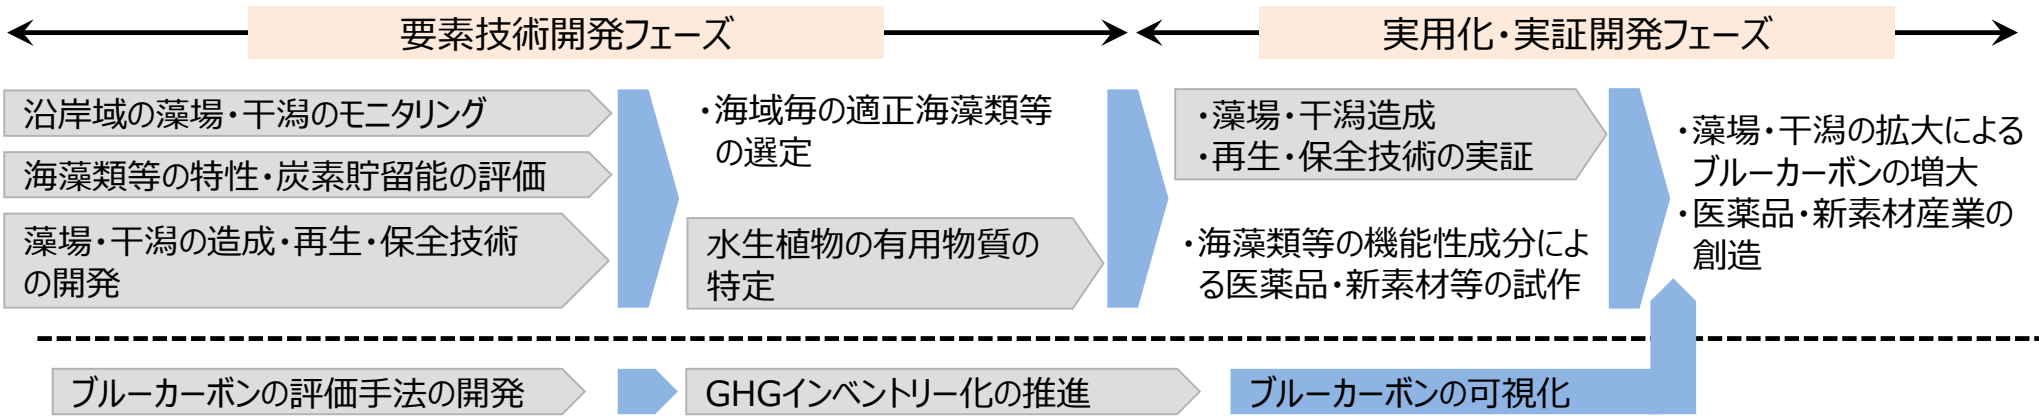 要素技術開発フェーズ
実用化・実証開発フェーズ
沿岸域の藻場・干潟のモニタリング
海藻類等の特性・炭素貯留能の評価
藻場・干潟の造成・再生・保全技術
の開発
・海域毎の適正海藻類等
の選定
水生植物の有用物質の
特定
・藻場・干潟造成
・再生・保全技術の実証
・海藻類等の機能性成分によ
る医薬品・新素材等の試作
・藻場・干潟の拡大による
ブルーカーボンの増大
・医薬品・新素材産業の
創造
ブルーカーボンの評価手法の開発
GHGインベントリー化の推進
ブルーカーボンの可視化